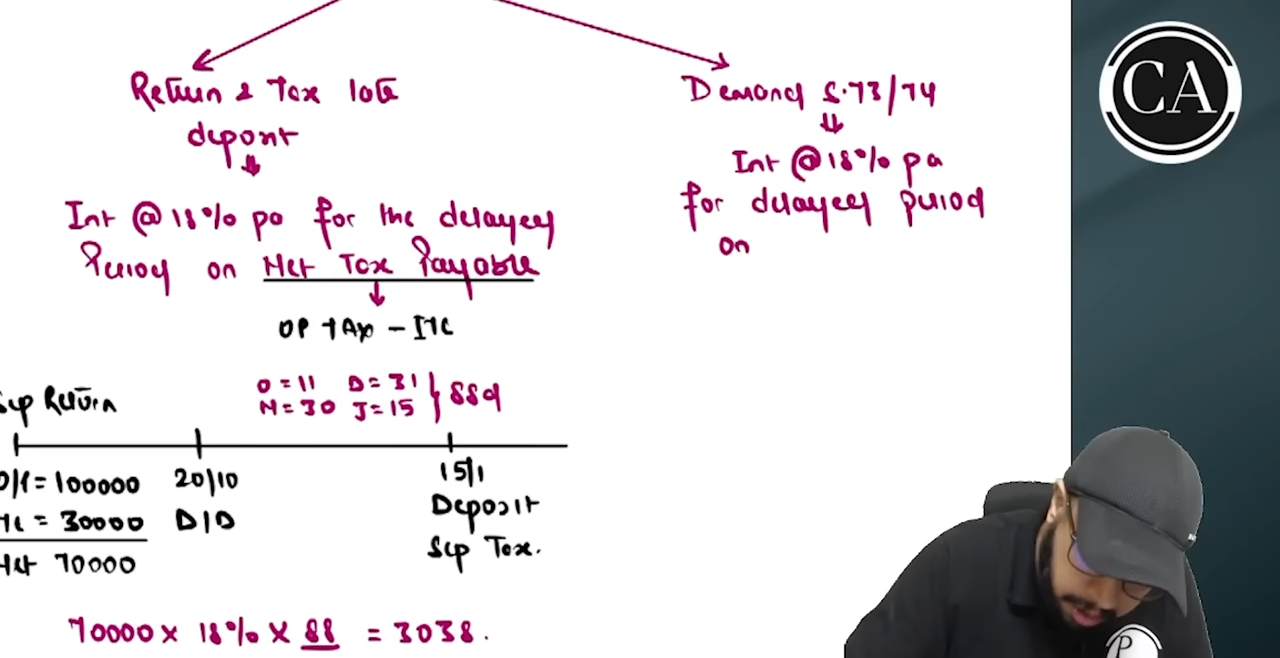 Return & Tax late
deposit
Int @ 18% pa for the delayed
Period on Net Tax Payable
OP TAX - ITC
O = 11 D = 31
N = 30 J = 15 } 88d
Sep Return
O/P = 100000 20/10 15/1
ITC = 30000 D/D Deposit
Net 70000 Sep Tax.
70000 x 18% x 88 = 3038.
Demand S.73/74
Int @ 18% pa
for delayed period
on
CA
P